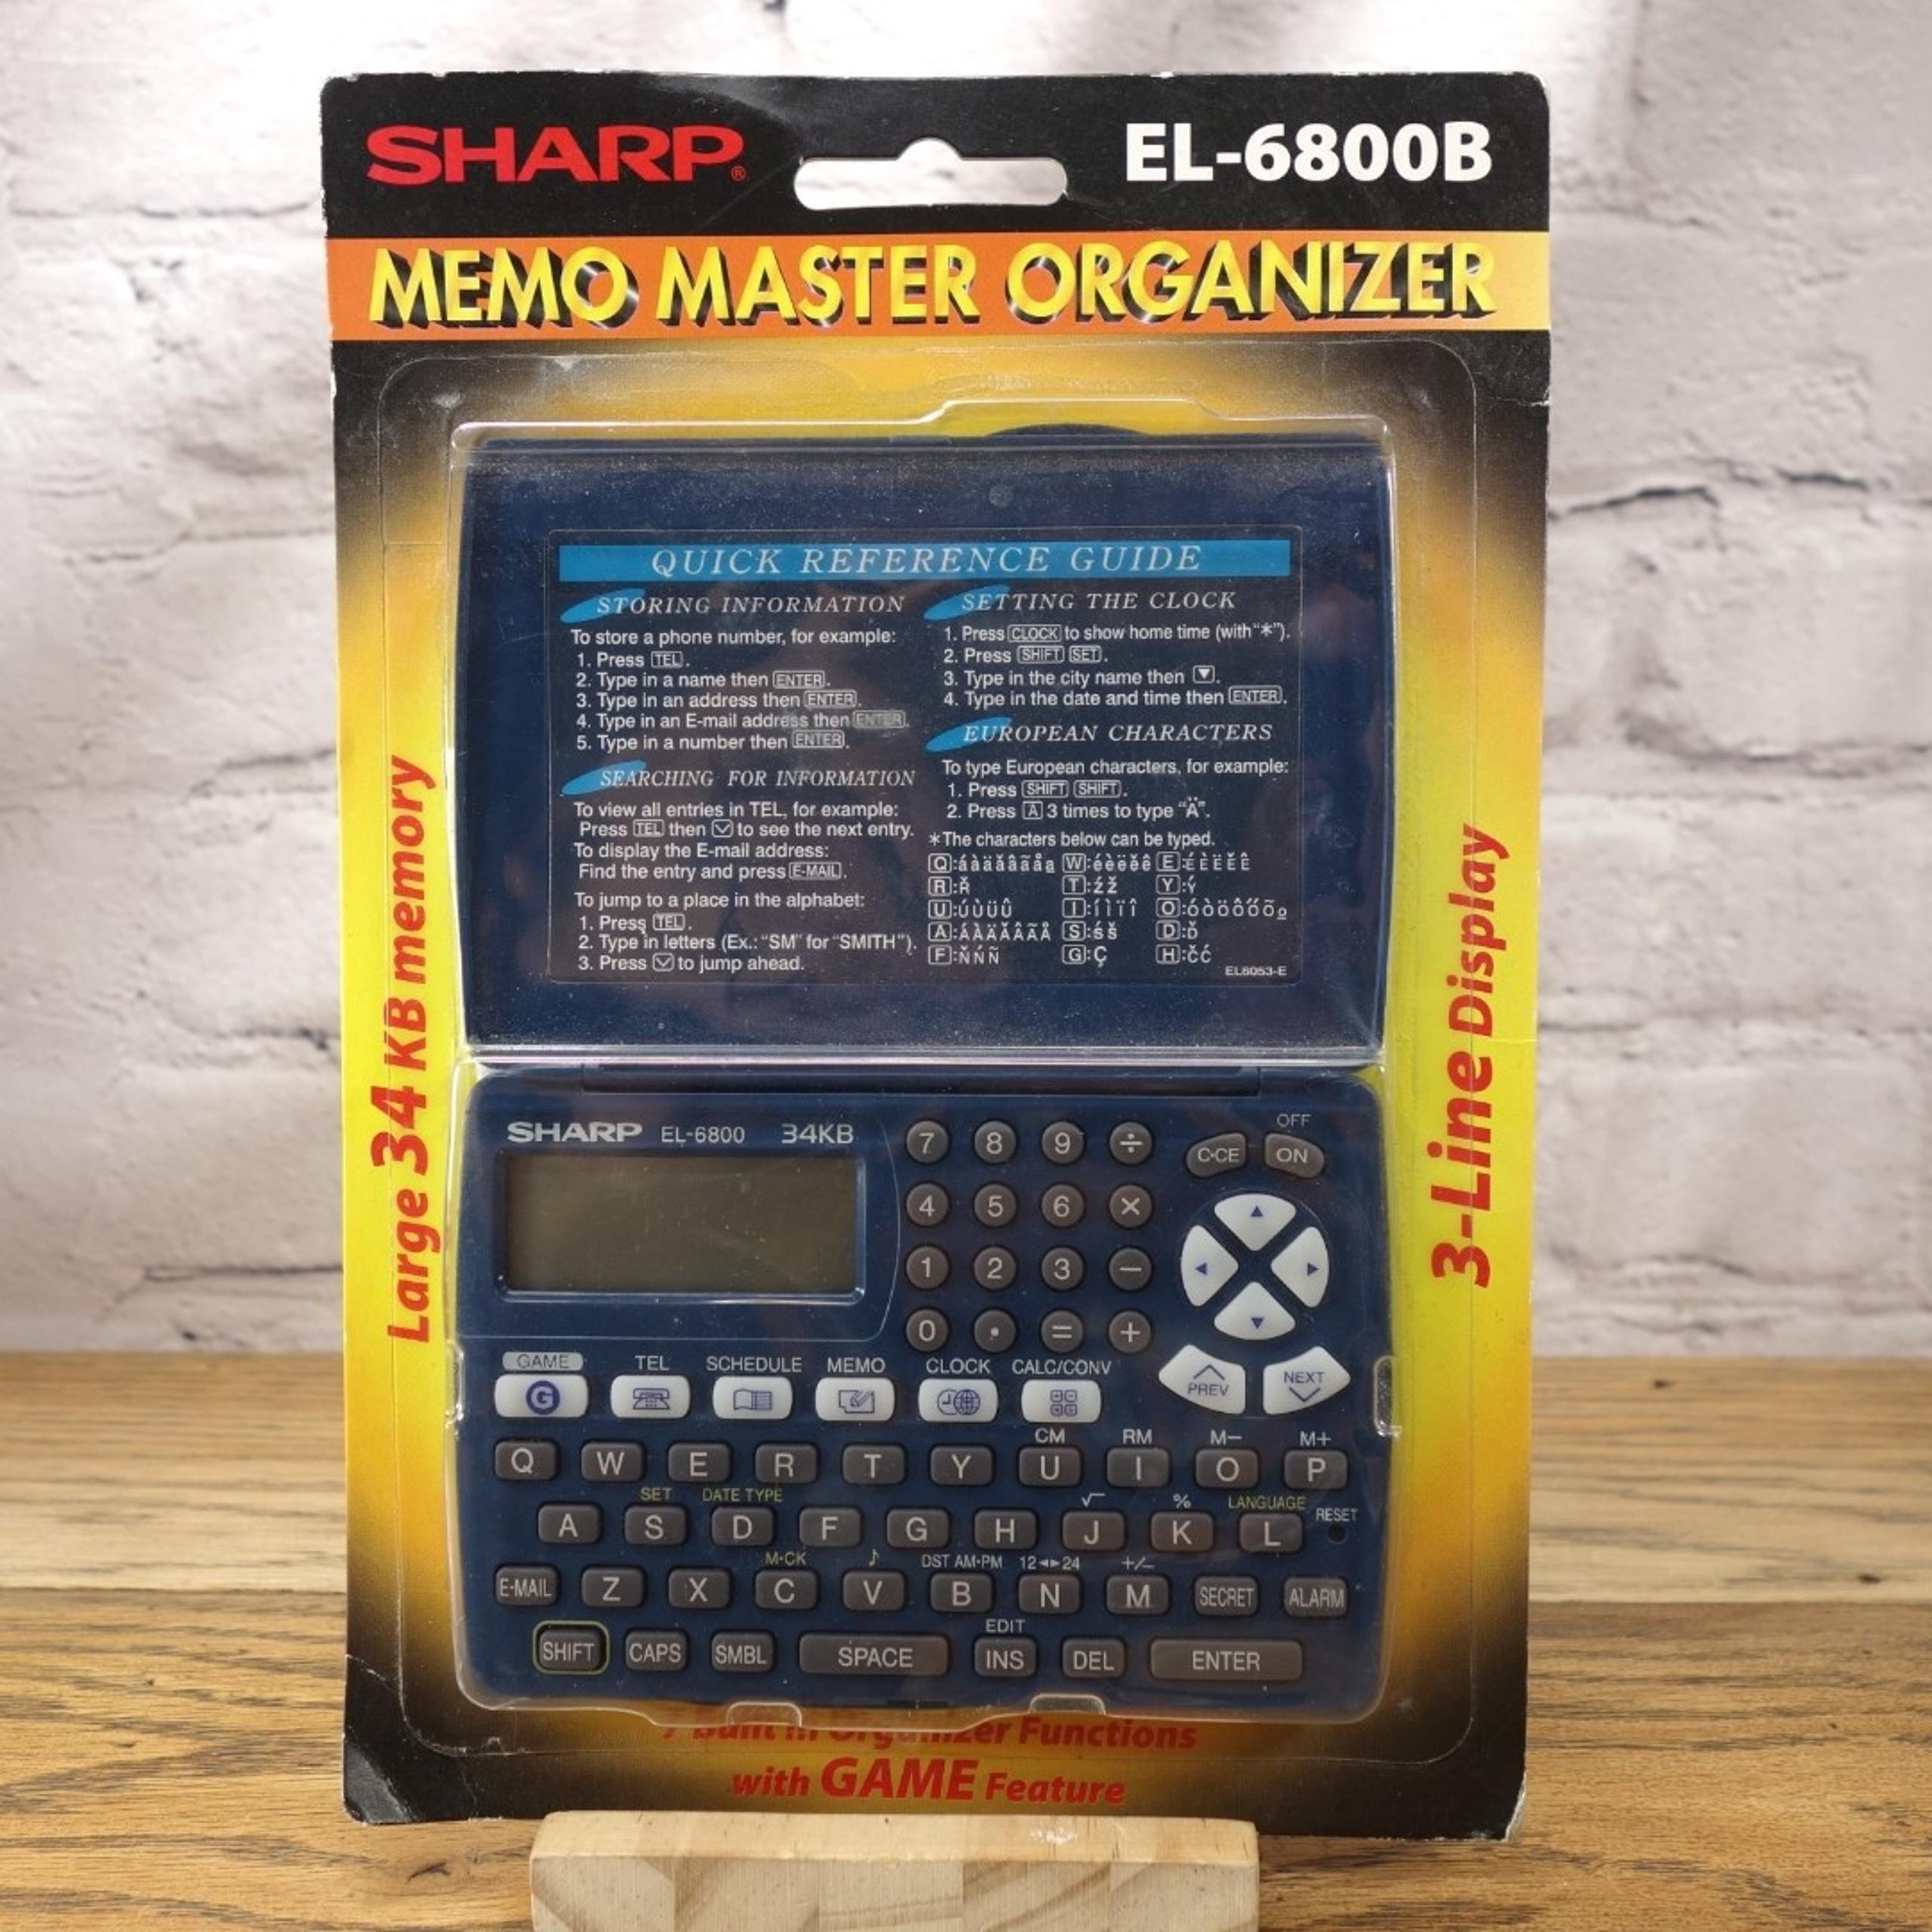 SHARP®
EL-6800B
MEMO MASTER ORGANIZER
Large 34 KB memory
3-Line Display
QUICK REFERENCE GUIDE
STORING INFORMATION
To store a phone number, for example:
1. Press TEL.
2. Type in a name then ENTER.
3. Type in an address then ENTER.
4. Type in an E-mail address then ENTER.
5. Type in a number then ENTER.
SEARCHING FOR INFORMATION
To view all entries in TEL, for example:
Press TEL then ∨ to see the next entry.
To display the E-mail address:
Find the entry and press E-MAIL.
To jump to a place in the alphabet:
1. Press TEL.
2. Type in letters (Ex.: "SM" for "SMITH").
3. Press ∨ to jump ahead.
SETTING THE CLOCK
1. Press CLOCK to show home time (with "*").
2. Press SHIFT SET.
3. Type in the city name then ▼.
4. Type in the date and time then ENTER.
EUROPEAN CHARACTERS
To type European characters, for example:
1. Press SHIFT SHIFT.
2. Press A 3 times to type "Ä".
*The characters below can be typed.
EL6053-E
SHARP EL-6800 34KB
OFF
7 8 9 ÷ C·CE ON
4 5 6 ×
1 2 3 −
0 · = +
GAME TEL SCHEDULE MEMO CLOCK CALC/CONV
G
PREV NEXT
CM RM M− M+
Q W E R T Y U I O P
SET DATE TYPE √ % LANGUAGE RESET
A S D F G H J K L
M·CK ♪ DST AM·PM 12◄►24 +/−
E-MAIL Z X C V B N M SECRET ALARM
EDIT
SHIFT CAPS SMBL SPACE INS DEL ENTER
7 Built in Organizer Functions
with GAME Feature